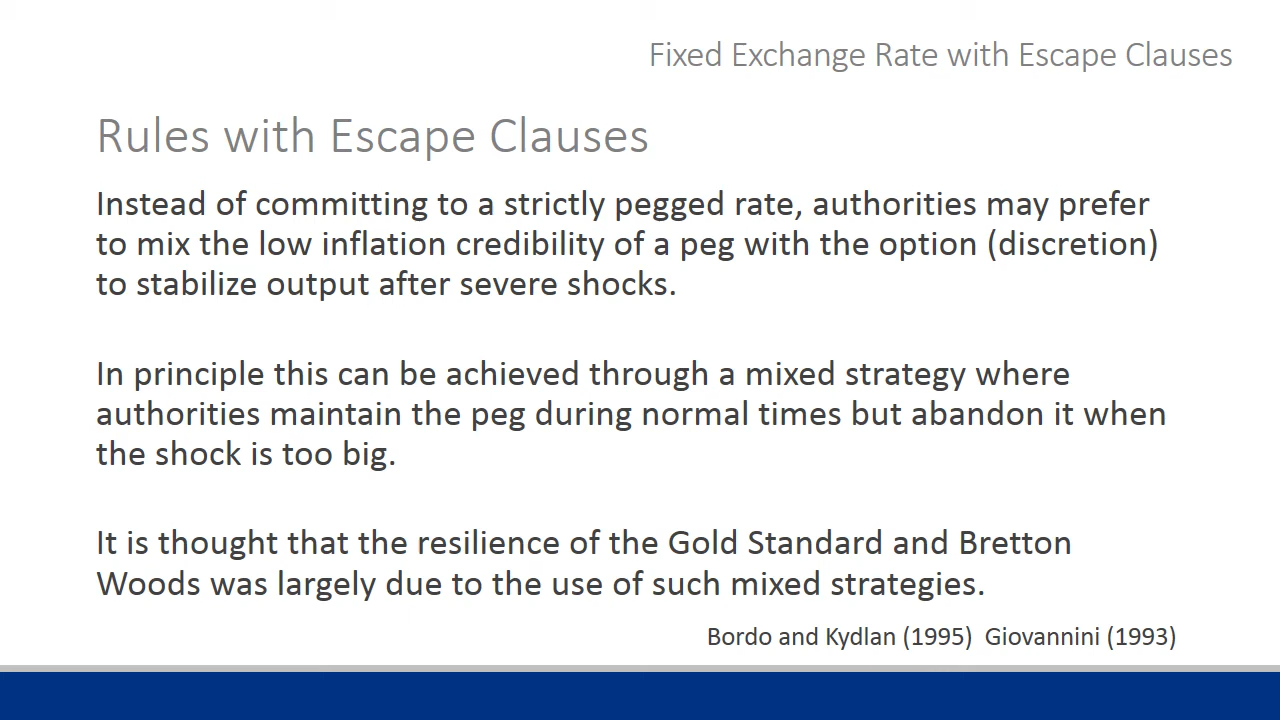 Fixed Exchange Rate with Escape Clauses
Rules with Escape Clauses
Instead of committing to a strictly pegged rate, authorities may prefer
to mix the low inflation credibility of a peg with the option (discretion)
to stabilize output after severe shocks.
In principle this can be achieved through a mixed strategy where
authorities maintain the peg during normal times but abandon it when
the shock is too big.
It is thought that the resilience of the Gold Standard and Bretton
Woods was largely due to the use of such mixed strategies.
Bordo and Kydlan (1995)  Giovannini (1993)